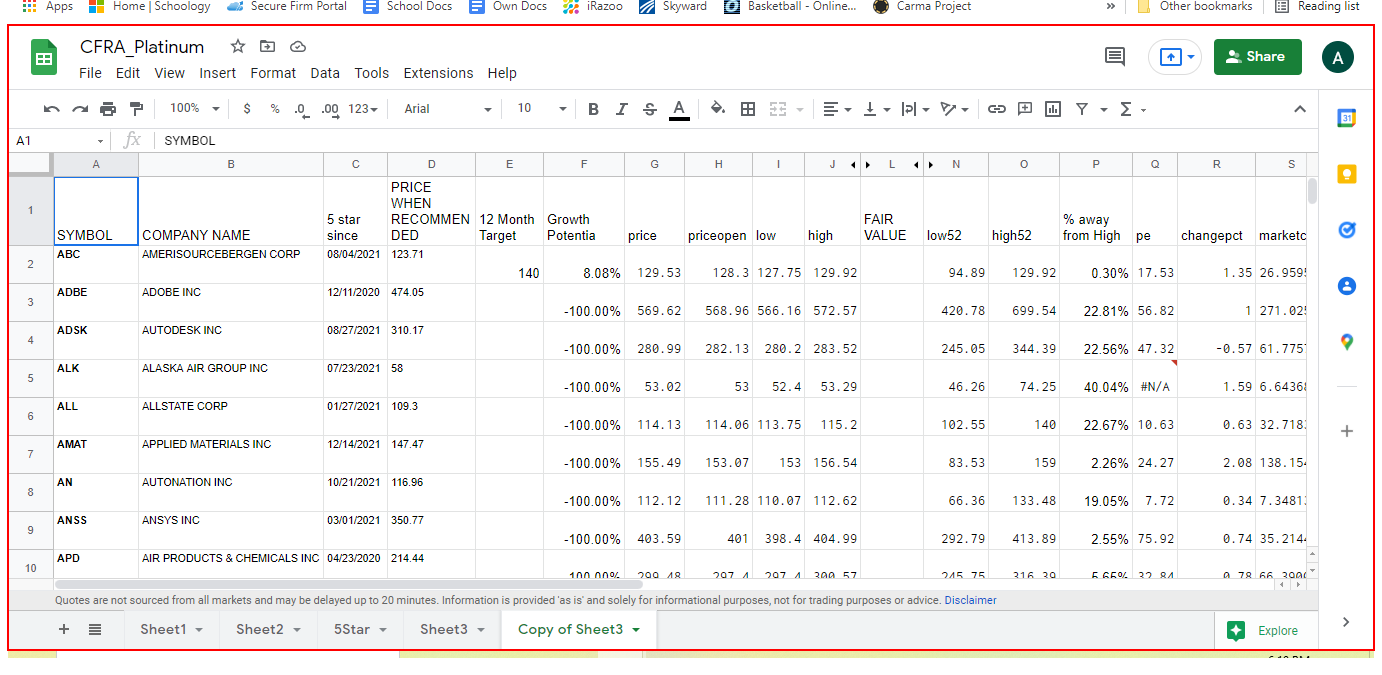 Apps Home | Schoology Secure Firm Portal School Docs Own Docs iRazoo Skyward Basketball - Online... Carma Project » Other bookmarks Reading list
CFRA_Platinum
File Edit View Insert Format Data Tools Extensions Help
Share
A
100% $ % .0 .00 123 Arial 10 B I S A Σ
31
A1 fx SYMBOL
A B C D E F G H I J L N O P Q R S
1 SYMBOL COMPANY NAME 5 star since PRICE WHEN RECOMMENDED 12 Month Target Growth Potentia price priceopen low high FAIR VALUE low52 high52 % away from High pe changepct marketc
2 ABC AMERISOURCEBERGEN CORP 08/04/2021 123.71 140 8.08% 129.53 128.3 127.75 129.92 94.89 129.92 0.30% 17.53 1.35 26.959
3 ADBE ADOBE INC 12/11/2020 474.05 -100.00% 569.62 568.96 566.16 572.57 420.78 699.54 22.81% 56.82 1 271.02
4 ADSK AUTODESK INC 08/27/2021 310.17 -100.00% 280.99 282.13 280.2 283.52 245.05 344.39 22.56% 47.32 -0.57 61.775
5 ALK ALASKA AIR GROUP INC 07/23/2021 58 -100.00% 53.02 53 52.4 53.29 46.26 74.25 40.04% #N/A 1.59 6.6436
6 ALL ALLSTATE CORP 01/27/2021 109.3 -100.00% 114.13 114.06 113.75 115.2 102.55 140 22.67% 10.63 0.63 32.718
7 AMAT APPLIED MATERIALS INC 12/14/2021 147.47 -100.00% 155.49 153.07 153 156.54 83.53 159 2.26% 24.27 2.08 138.15
8 AN AUTONATION INC 10/21/2021 116.96 -100.00% 112.12 111.28 110.07 112.62 66.36 133.48 19.05% 7.72 0.34 7.3481
9 ANSS ANSYS INC 03/01/2021 350.77 -100.00% 403.59 401 398.4 404.99 292.79 413.89 2.55% 75.92 0.74 35.214
10 APD AIR PRODUCTS & CHEMICALS INC 04/23/2020 214.44 -100.00% 299.48 297.4 297.4 300.57 245.75 316.39 5.66% 32.84 0.78 66.390
Quotes are not sourced from all markets and may be delayed up to 20 minutes. Information is provided 'as is' and solely for informational purposes, not for trading purposes or advice. Disclaimer
+ Sheet1 Sheet2 5Star Sheet3 Copy of Sheet3 Explore